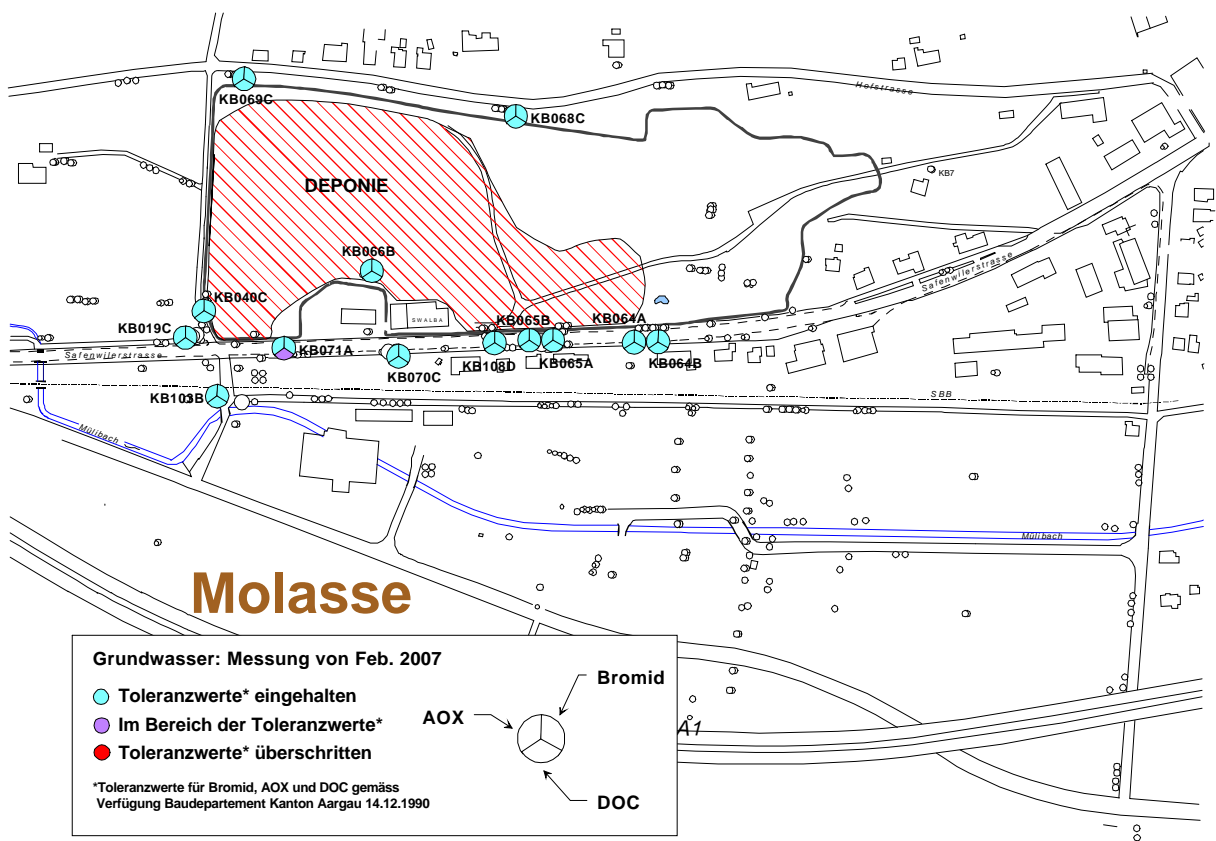 Hofstrasse
KB069C
KB068C
KB7
DEPONIE
KB066B
Safenwilerstrasse
KB040C
SWALBA
KB019C
KB065B
KB064A
Safenwilerstrasse
KB071A
KB070C
KB108D
KB065A
KB064B
KB103B
SBB
Mülibach
Mülibach
Molasse
A1
Grundwasser: Messung von Feb. 2007
Toleranzwerte* eingehalten
Im Bereich der Toleranzwerte*
Toleranzwerte* überschritten
*Toleranzwerte für Bromid, AOX und DOC gemäss
Verfügung Baudepartement Kanton Aargau 14.12.1990
Bromid
AOX
DOC